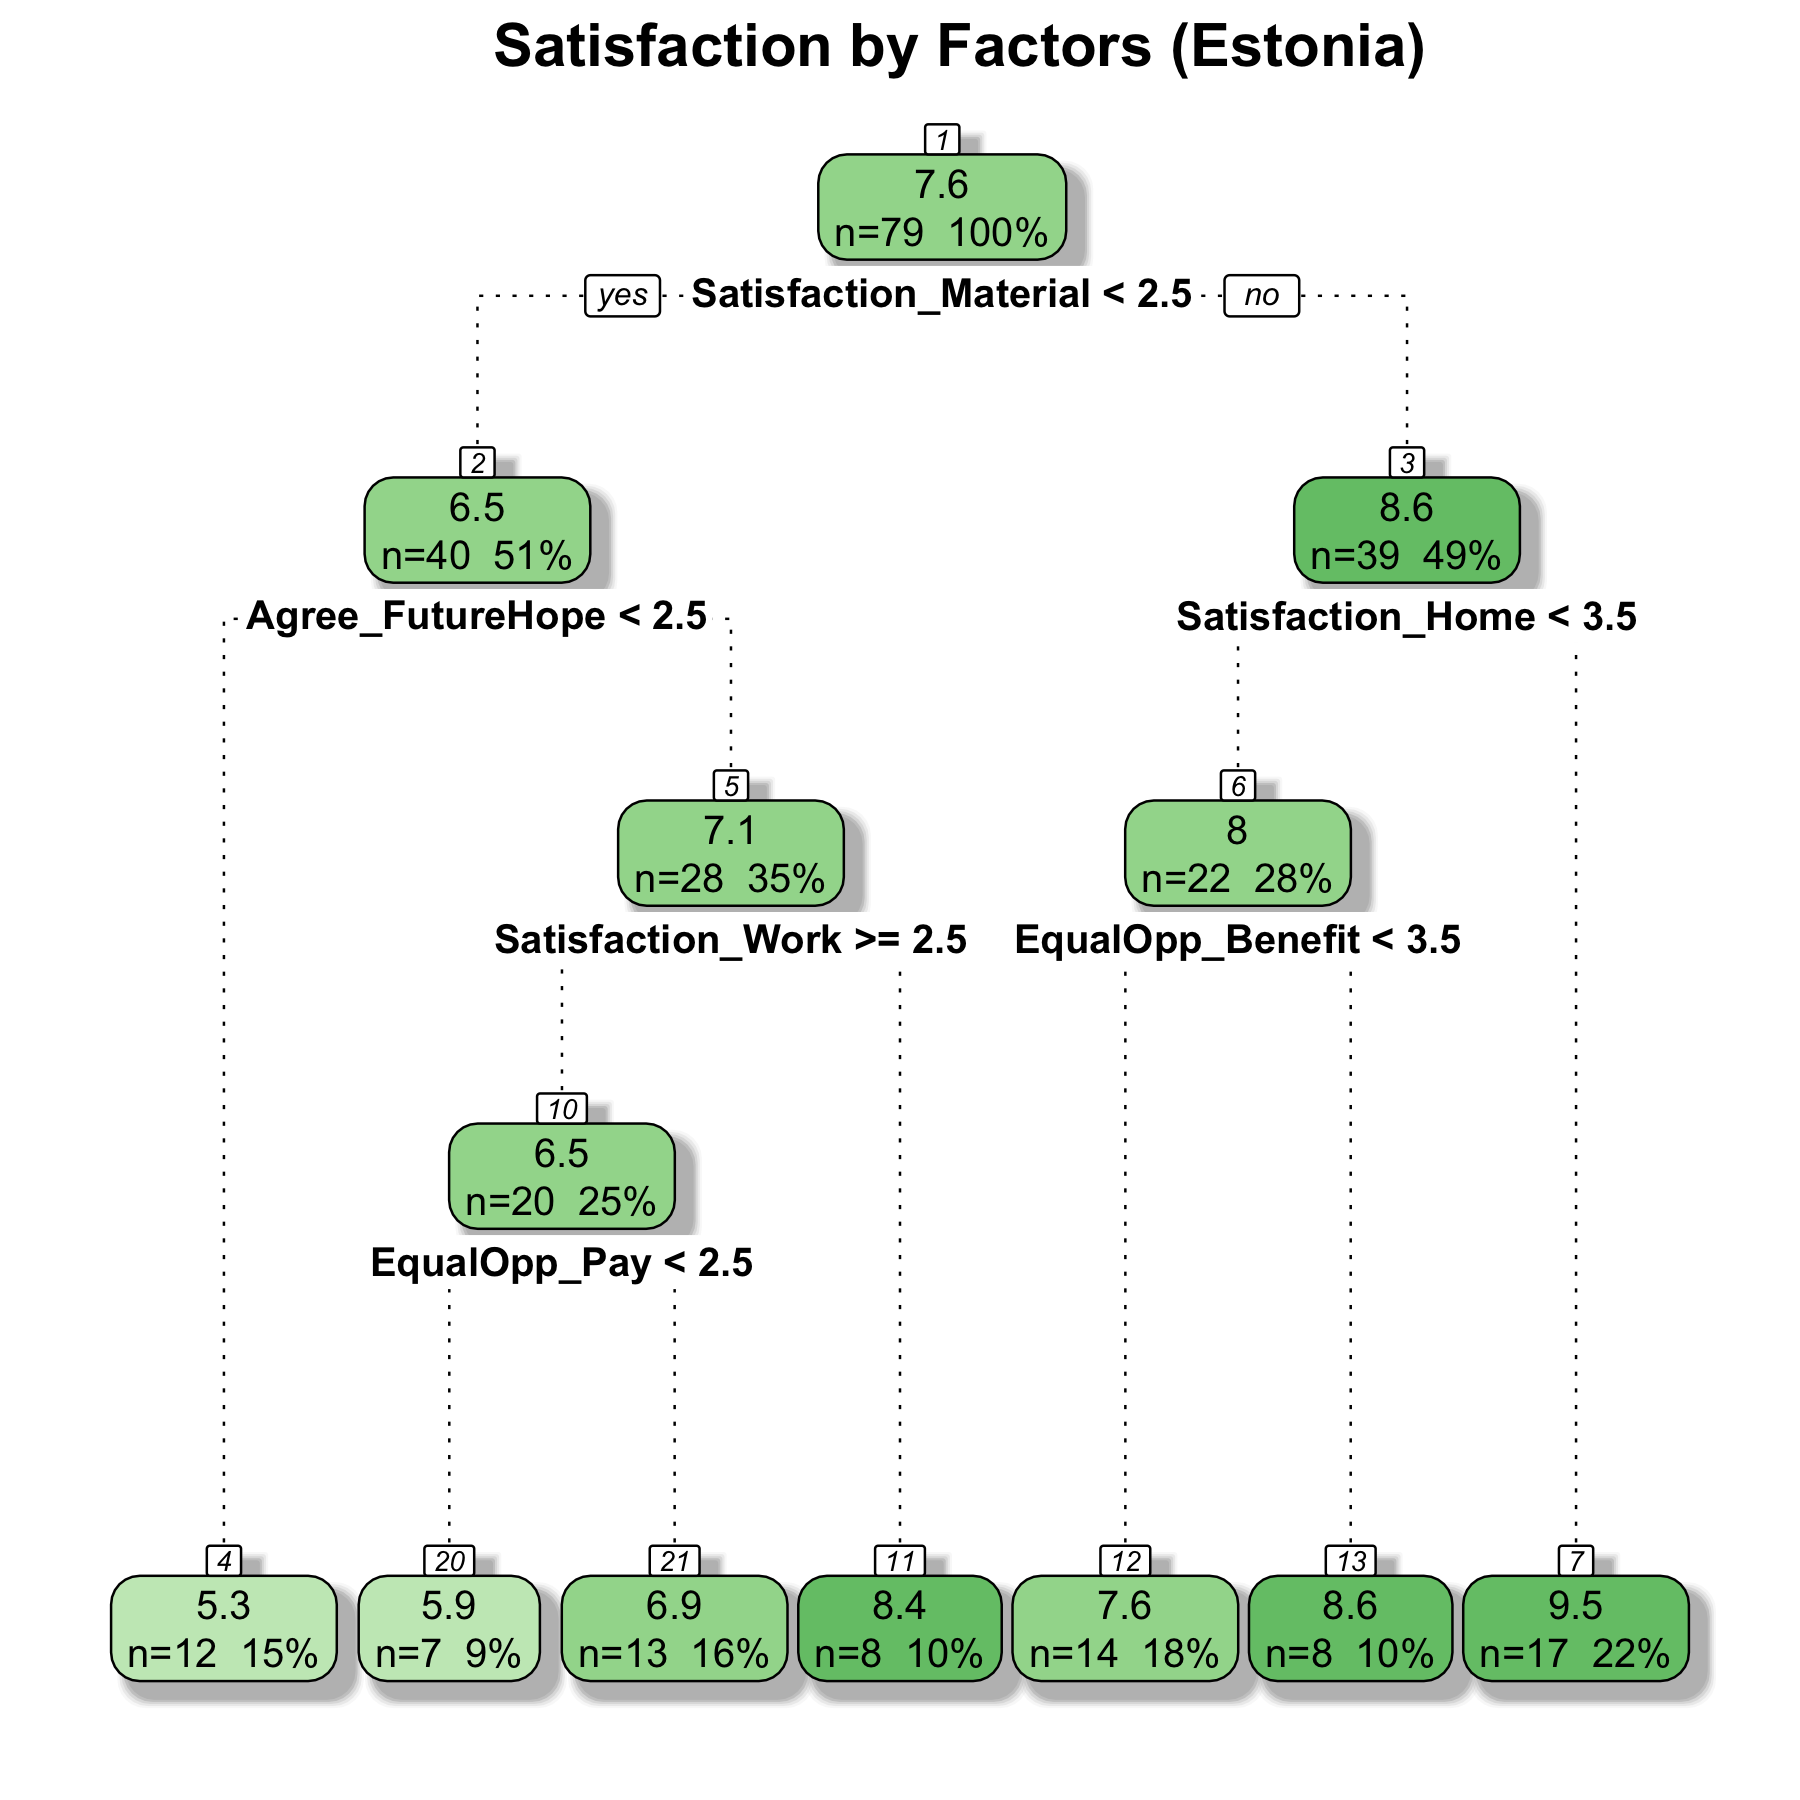 Satisfaction by Factors (Estonia)
1
7.6
n=79 100%
yes Satisfaction_Material < 2.5 no
2
6.5
n=40 51%
3
8.6
n=39 49%
Agree_FutureHope < 2.5
Satisfaction_Home < 3.5
5
7.1
n=28 35%
6
8
n=22 28%
Satisfaction_Work >= 2.5
EqualOpp_Benefit < 3.5
10
6.5
n=20 25%
EqualOpp_Pay < 2.5
4
5.3
n=12 15%
20
5.9
n=7 9%
21
6.9
n=13 16%
11
8.4
n=8 10%
12
7.6
n=14 18%
13
8.6
n=8 10%
7
9.5
n=17 22%